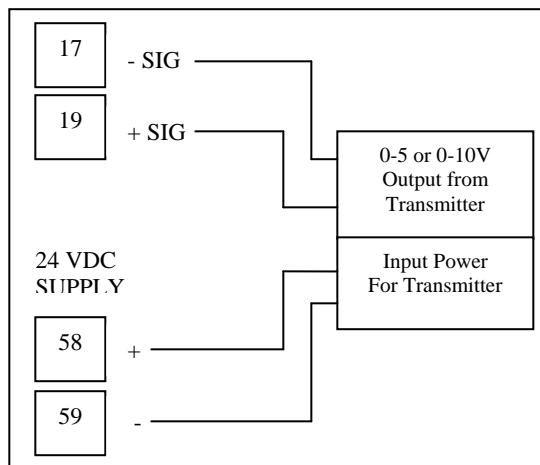 17
- SIG
19
+ SIG
0-5 or 0-10V
Output from
Transmitter
Input Power
For Transmitter
24 VDC
SUPPLY
58
+
59
-